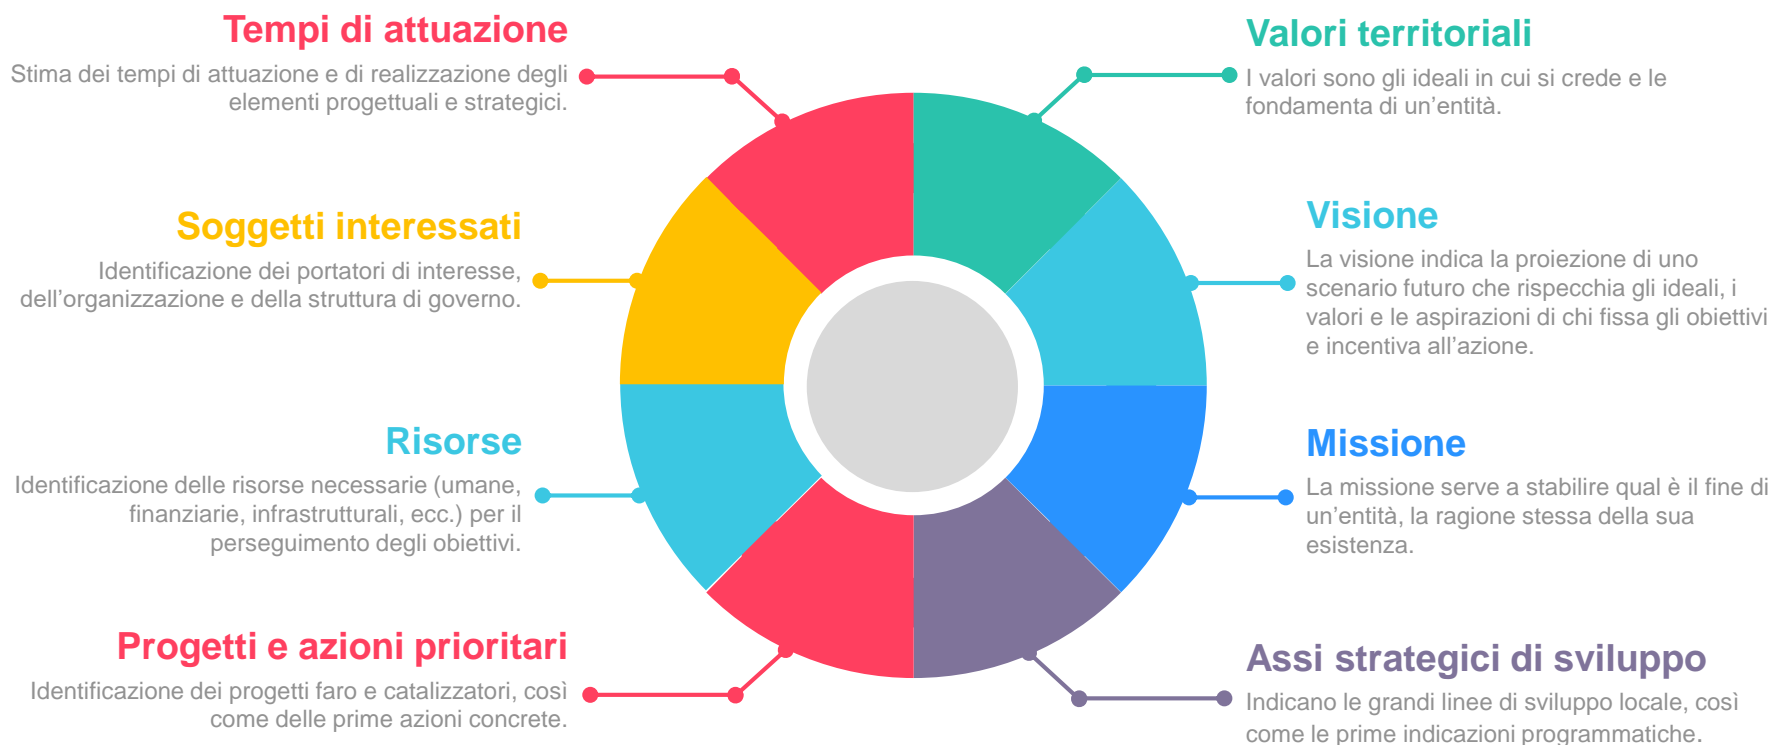 Tempi di attuazione
Stima dei tempi di attuazione e di realizzazione degli
elementi progettuali e strategici.
Soggetti interessati
Identificazione dei portatori di interesse,
dell’organizzazione e della struttura di governo.
Risorse
Identificazione delle risorse necessarie (umane,
finanziarie, infrastrutturali, ecc.) per il
perseguimento degli obiettivi.
Progetti e azioni prioritari
Identificazione dei progetti faro e catalizzatori, così
come delle prime azioni concrete.
Valori territoriali
I valori sono gli ideali in cui si crede e le
fondamenta di un’entità.
Visione
La visione indica la proiezione di uno
scenario futuro che rispecchia gli ideali, i
valori e le aspirazioni di chi fissa gli obiettivi
e incentiva all’azione.
Missione
La missione serve a stabilire qual è il fine di
un’entità, la ragione stessa della sua
esistenza.
Assi strategici di sviluppo
Indicano le grandi linee di sviluppo locale, così
come le prime indicazioni programmatiche.